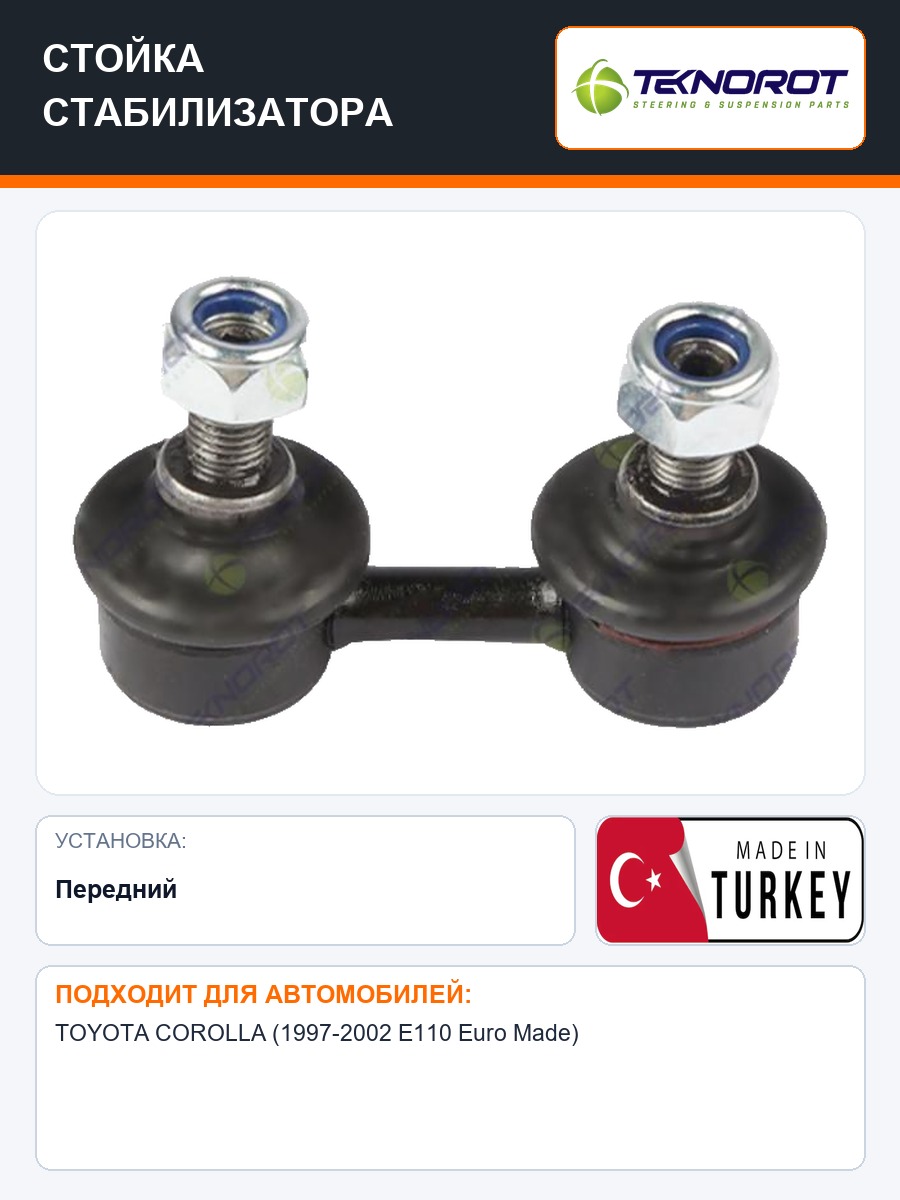 СТОЙКА
СТАБИЛИЗАТОРА
TEKNOROT
STEERING & SUSPENSION PARTS
УСТАНОВКА:
Передний
MADE IN
TURKEY
ПОДХОДИТ ДЛЯ АВТОМОБИЛЕЙ:
TOYOTA COROLLA (1997-2002 E110 Euro Made)